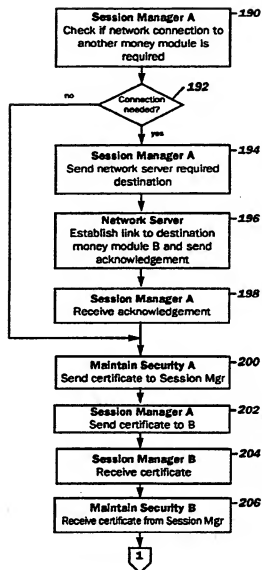 190
Session Manager A
Check if network connection to
another money module is
required
192
no
Connection
needed?
yes
194
Session Manager A
Send network server required
destination
196
Network Server
Establish link to destination
money module B and send
acknowledgement
198
Session Manager A
Receive acknowledgement
200
Maintain Security A
Send certificate to Session Mgr
202
Session Manager A
Send certificate to B
204
Session Manager B
Receive certificate
206
Maintain Security B
Receive certificate from Session Mgr
1